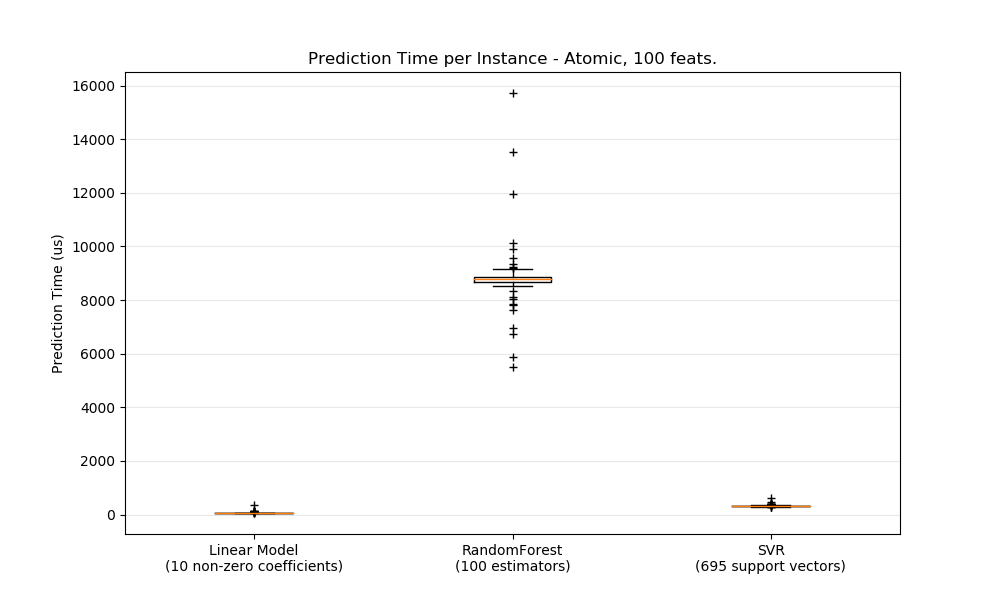 Prediction Time per Instance - Atomic, 100 feats.
Prediction Time (us)
16000
14000
12000
10000
8000
6000
4000
2000
0
Linear Model
(10 non-zero coefficients)
RandomForest
(100 estimators)
SVR
(695 support vectors)